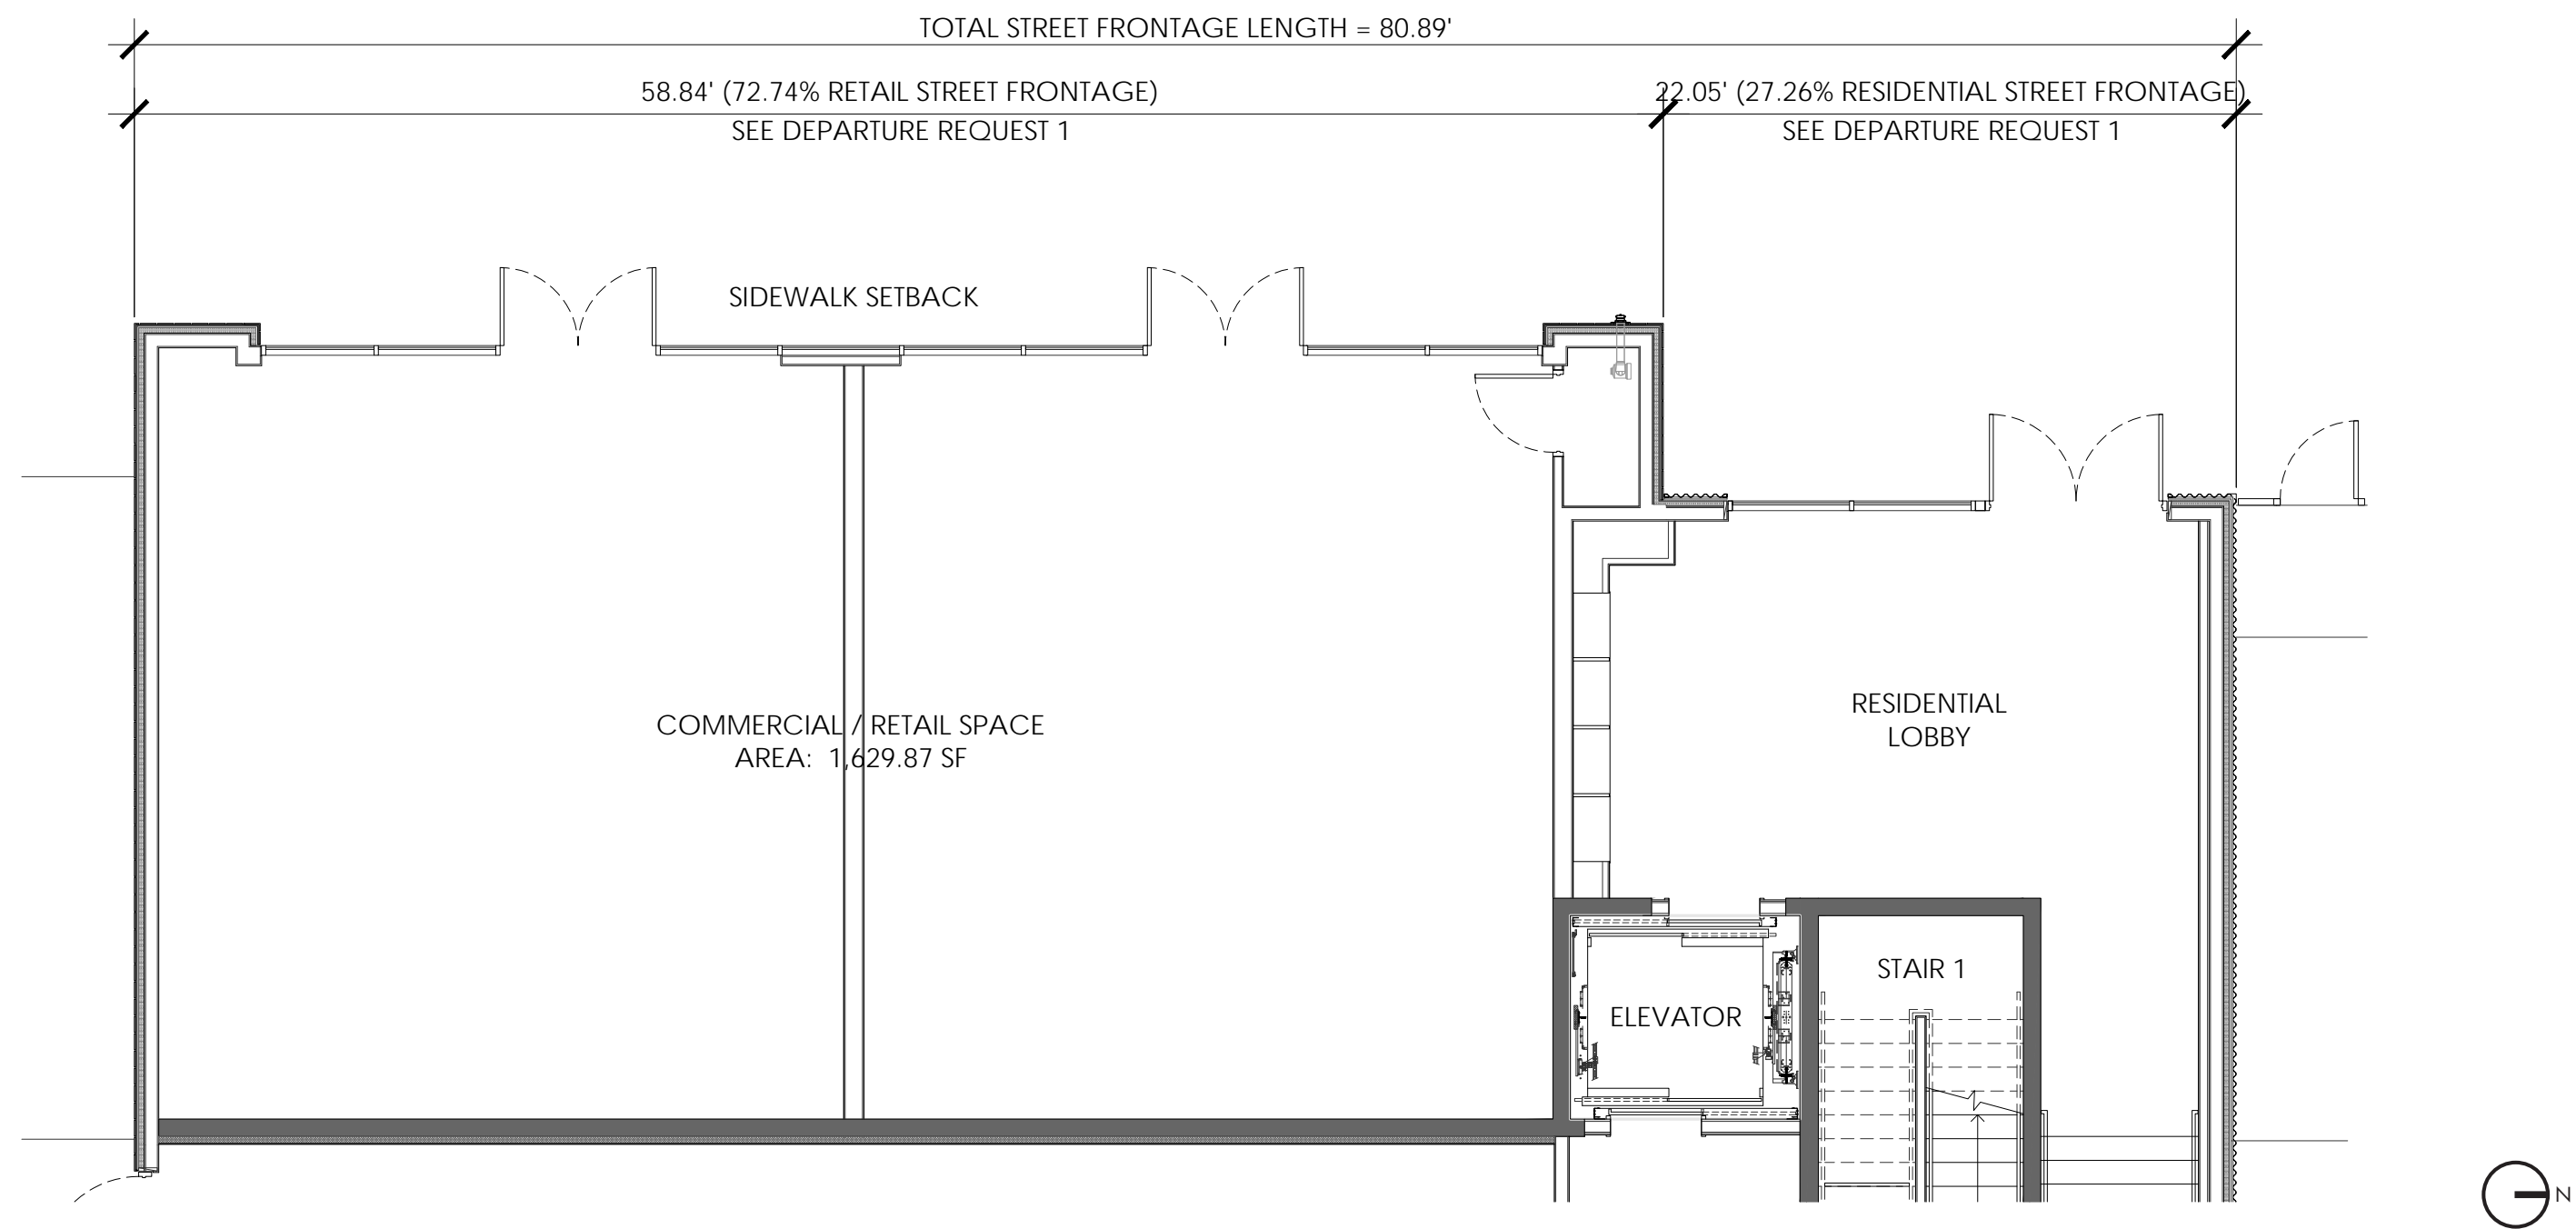 TOTAL STREET FRONTAGE LENGTH = 80.89'
58.84' (72.74% RETAIL STREET FRONTAGE)
SEE DEPARTURE REQUEST 1
22.05' (27.26% RESIDENTIAL STREET FRONTAGE)
SEE DEPARTURE REQUEST 1
SIDEWALK SETBACK
COMMERCIAL / RETAIL SPACE
AREA: 1,629.87 SF
RESIDENTIAL
LOBBY
ELEVATOR
STAIR 1
N